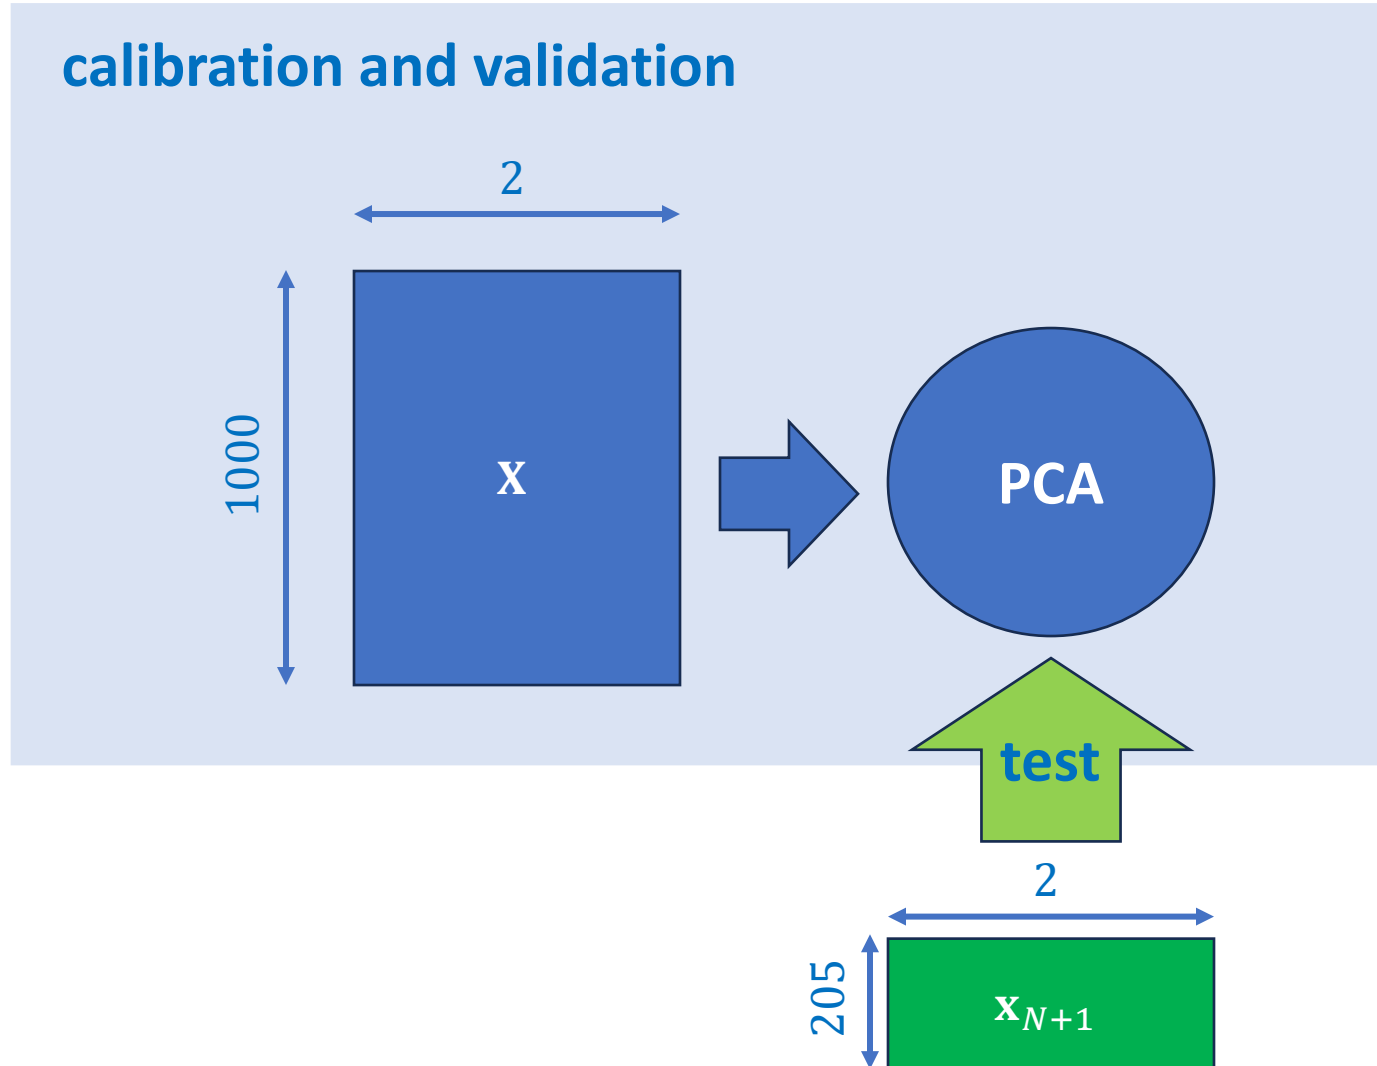 calibration and validation
2
1000
X
PCA
test
2
205
x_{N+1}